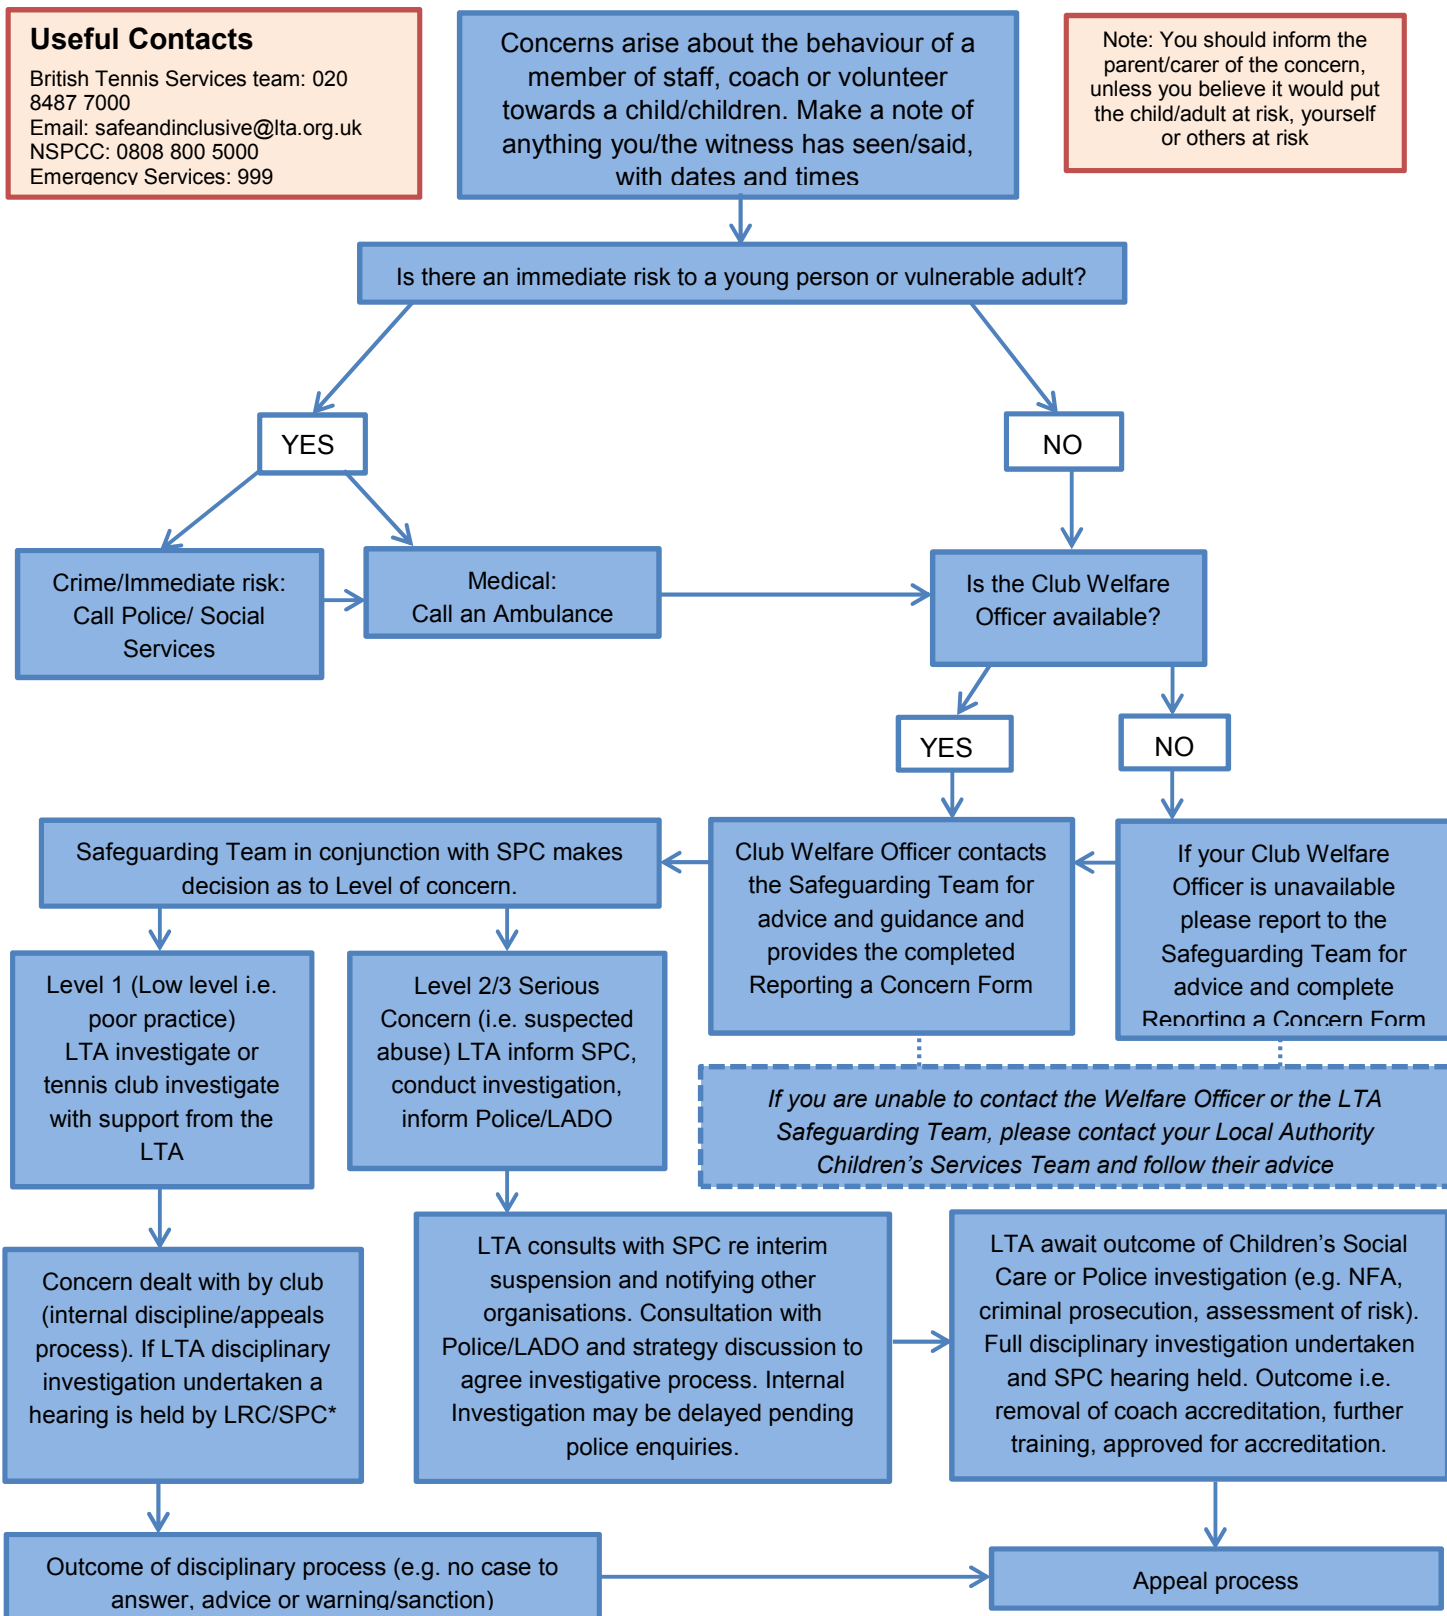 Useful Contacts
British Tennis Services team: 020
8487 7000
Email: safeandinclusive@lta.org.uk
NSPCC: 0808 800 5000
Emergency Services: 999
Concerns arise about the behaviour of a
member of staff, coach or volunteer
towards a child/children. Make a note of
anything you/the witness has seen/said,
with dates and times
Note: You should inform the
parent/carer of the concern,
unless you believe it would put
the child/adult at risk, yourself
or others at risk
Is there an immediate risk to a young person or vulnerable adult?
YES
NO
Crime/Immediate risk:
Call Police/ Social
Services
Medical:
Call an Ambulance
Is the Club Welfare
Officer available?
YES
NO
Safeguarding Team in conjunction with SPC makes
decision as to Level of concern.
Club Welfare Officer contacts
the Safeguarding Team for
advice and guidance and
provides the completed
Reporting a Concern Form
If your Club Welfare
Officer is unavailable
please report to the
Safeguarding Team for
advice and complete
Reporting a Concern Form
Level 1 (Low level i.e.
poor practice)
LTA investigate or
tennis club investigate
with support from the
LTA
Level 2/3 Serious
Concern (i.e. suspected
abuse) LTA inform SPC,
conduct investigation,
inform Police/LADO
If you are unable to contact the Welfare Officer or the LTA
Safeguarding Team, please contact your Local Authority
Children’s Services Team and follow their advice
Concern dealt with by club
(internal discipline/appeals
process). If LTA disciplinary
investigation undertaken a
hearing is held by LRC/SPC*
LTA consults with SPC re interim
suspension and notifying other
organisations. Consultation with
Police/LADO and strategy discussion to
agree investigative process. Internal
Investigation may be delayed pending
police enquiries.
LTA await outcome of Children’s Social
Care or Police investigation (e.g. NFA,
criminal prosecution, assessment of risk).
Full disciplinary investigation undertaken
and SPC hearing held. Outcome i.e.
removal of coach accreditation, further
training, approved for accreditation.
Outcome of disciplinary process (e.g. no case to
answer, advice or warning/sanction)
Appeal process